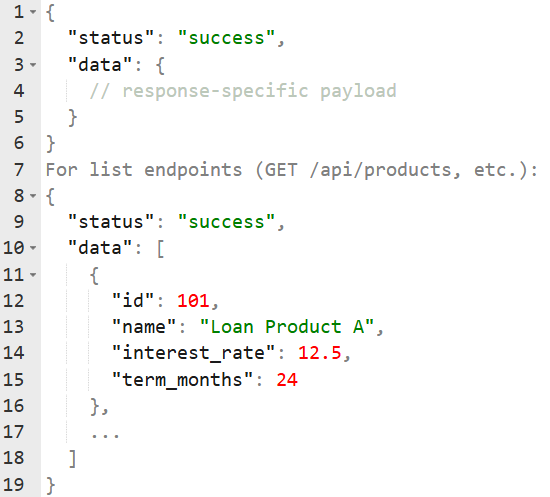 1 {
2   "status": "success",
3   "data": {
4     // response-specific payload
5   }
6 }
7 For list endpoints (GET /api/products, etc.):
8 {
9   "status": "success",
10   "data": [
11     {
12       "id": 101,
13       "name": "Loan Product A",
14       "interest_rate": 12.5,
15       "term_months": 24
16     },
17     ...
18   ]
19 }